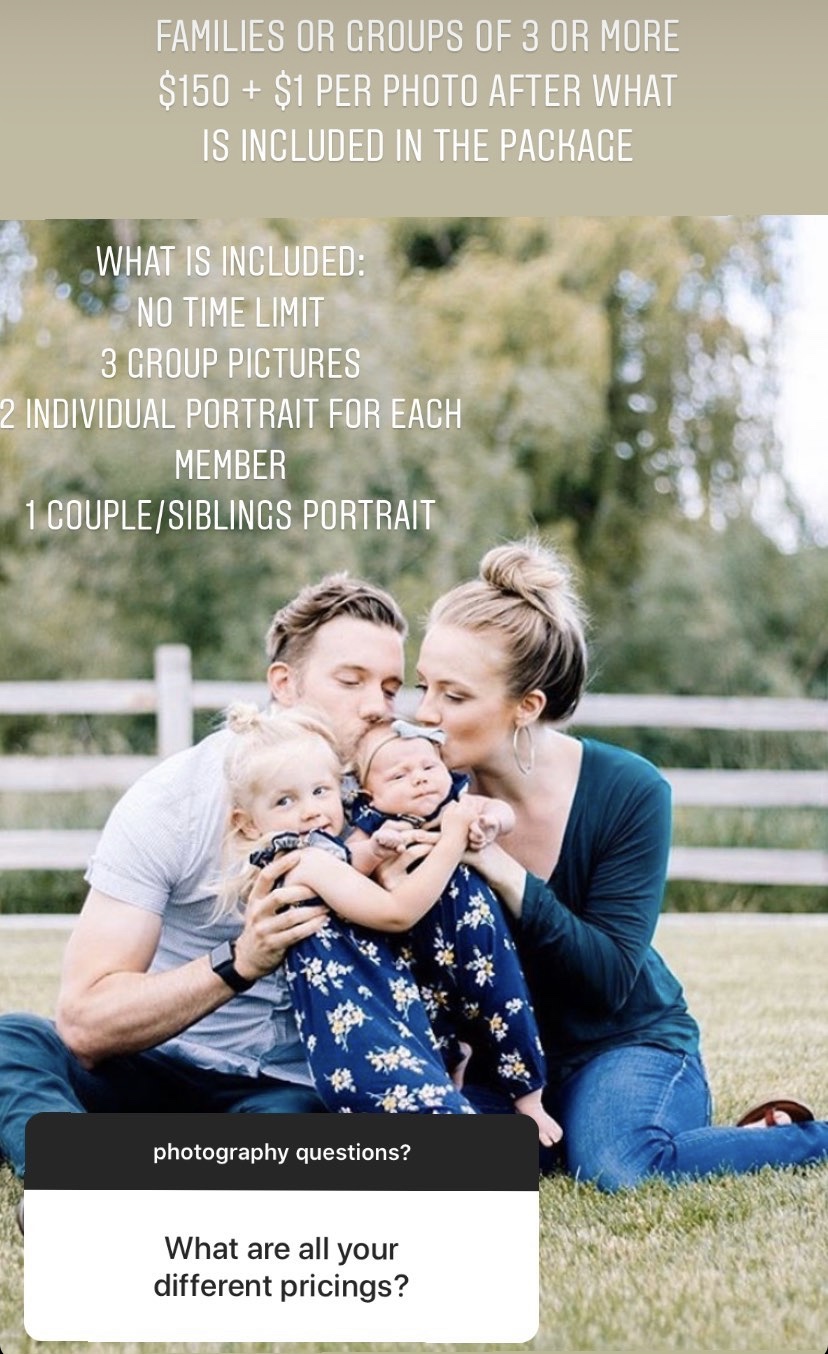 FAMILIES OR GROUPS OF 3 OR MORE
$150 + $1 PER PHOTO AFTER WHAT
IS INCLUDED IN THE PACKAGE
WHAT IS INCLUDED:
NO TIME LIMIT
3 GROUP PICTURES
2 INDIVIDUAL PORTRAIT FOR EACH
MEMBER
1 COUPLE/SIBLINGS PORTRAIT
photography questions?
What are all your
different pricings?